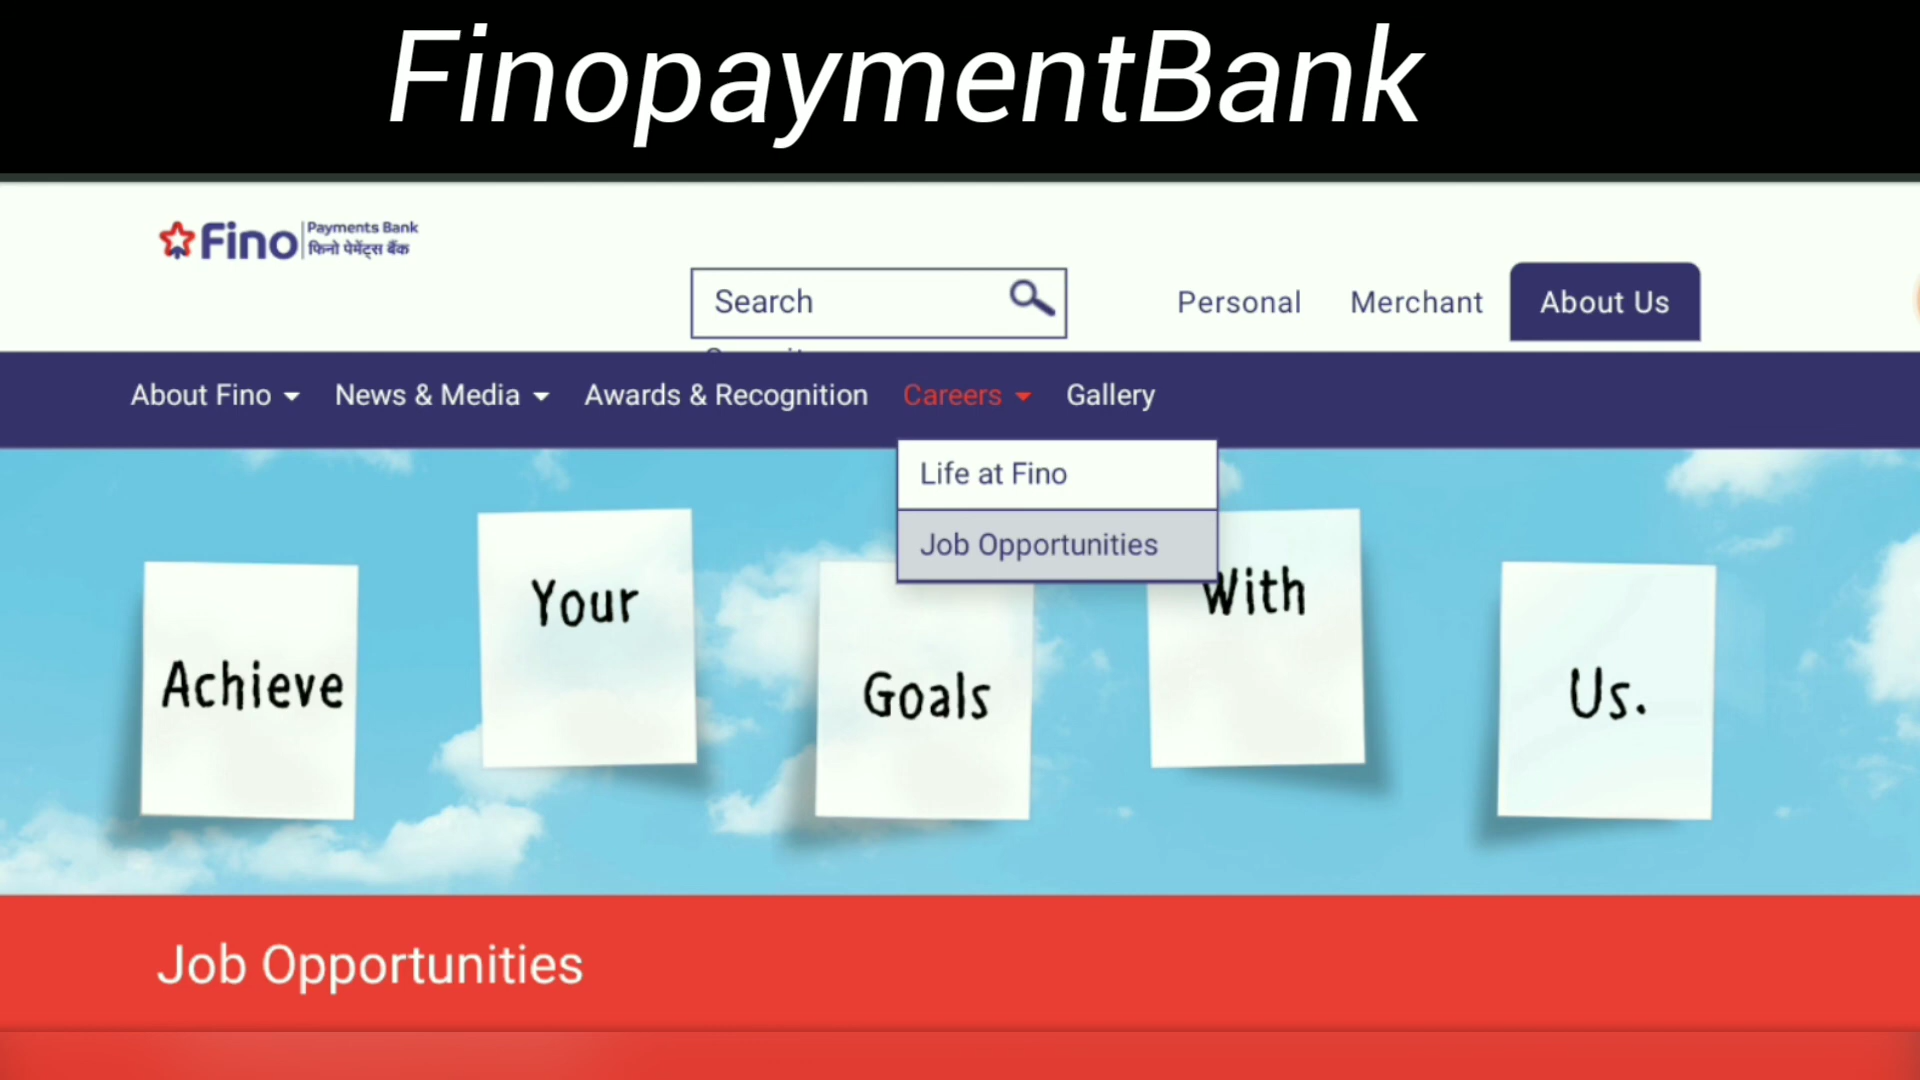 FinopaymentBank
Fino
Payments Bank
फिनो पेमेंट्स बैंक
Search
Personal
Merchant
About Us
About Fino
News & Media
Awards & Recognition
Careers
Gallery
Life at Fino
Job Opportunities
Achieve
Your
Goals
With
Us.
Job Opportunities